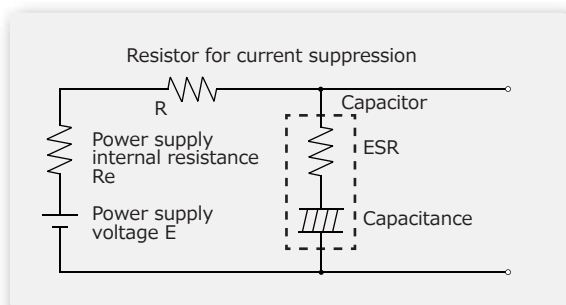 Resistor for current suppression
R
Capacitor
Power supply
internal resistance
Re
ESR
Power supply
voltage E
Capacitance